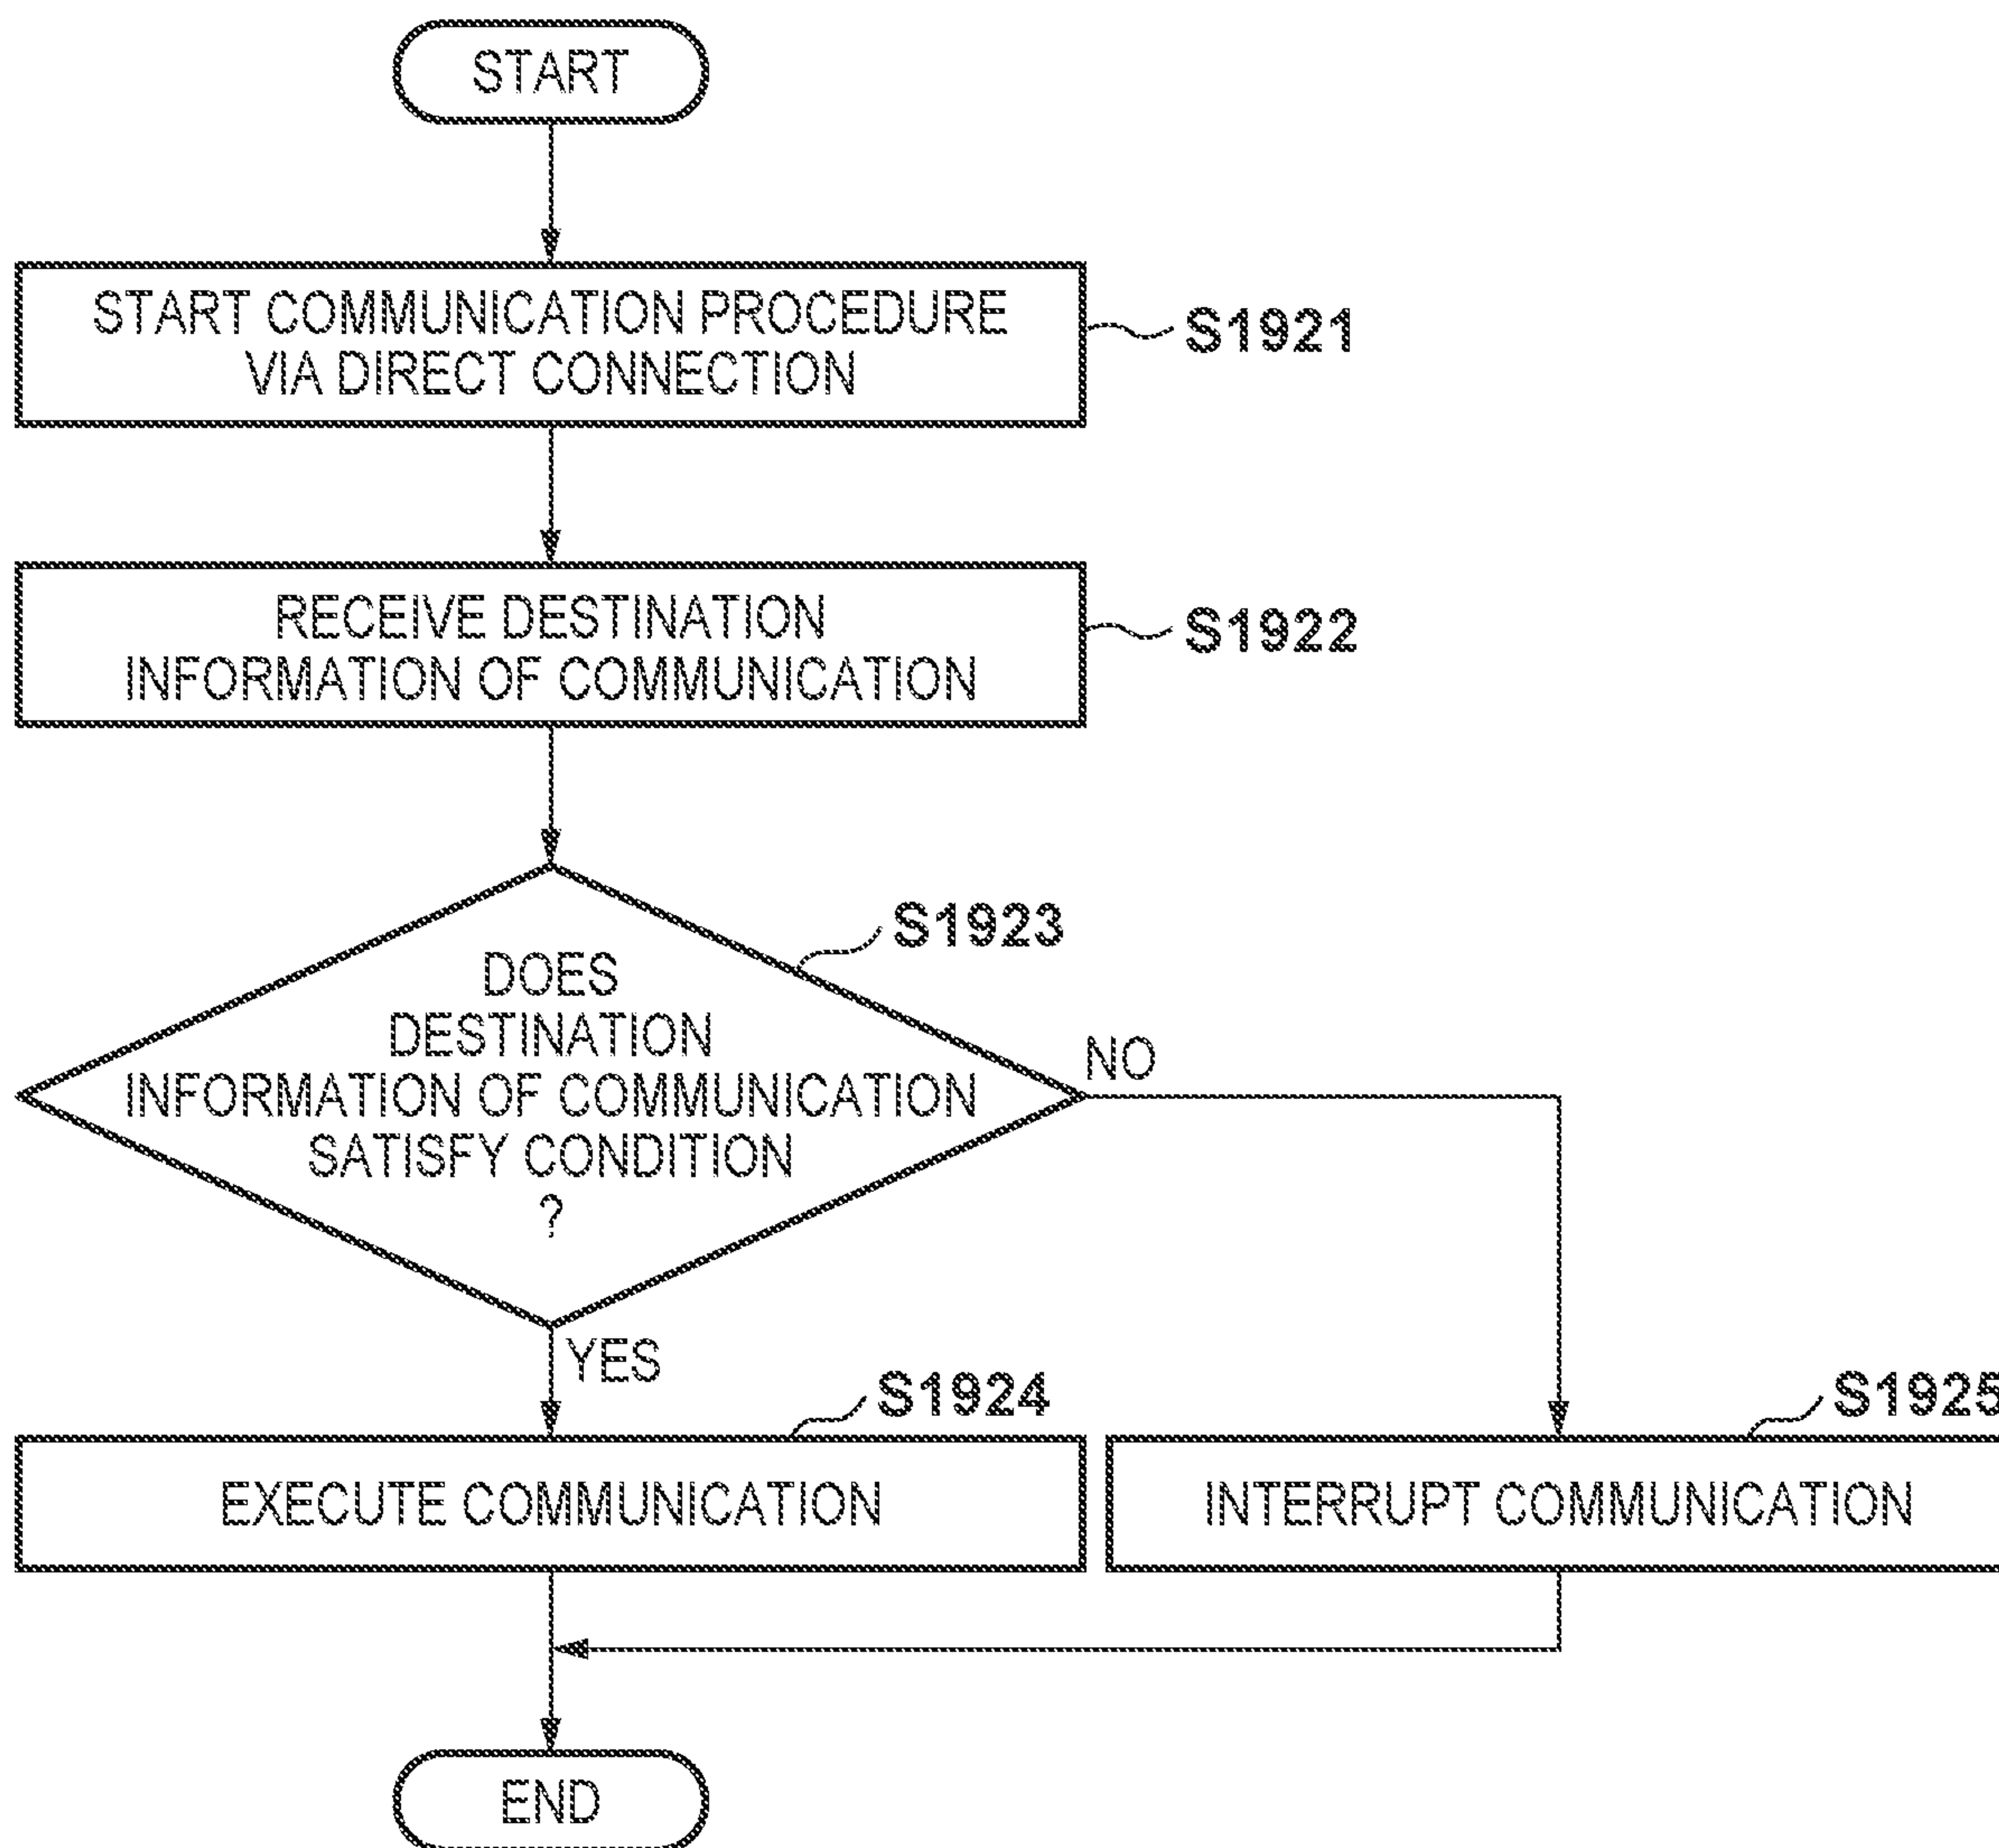 START
START COMMUNICATION PROCEDURE
VIA DIRECT CONNECTION
S1921
RECEIVE DESTINATION
INFORMATION OF COMMUNICATION
S1922
S1923
DOES
DESTINATION
INFORMATION OF COMMUNICATION
SATISFY CONDITION
?
NO
YES
S1924
EXECUTE COMMUNICATION
S1925
INTERRUPT COMMUNICATION
END